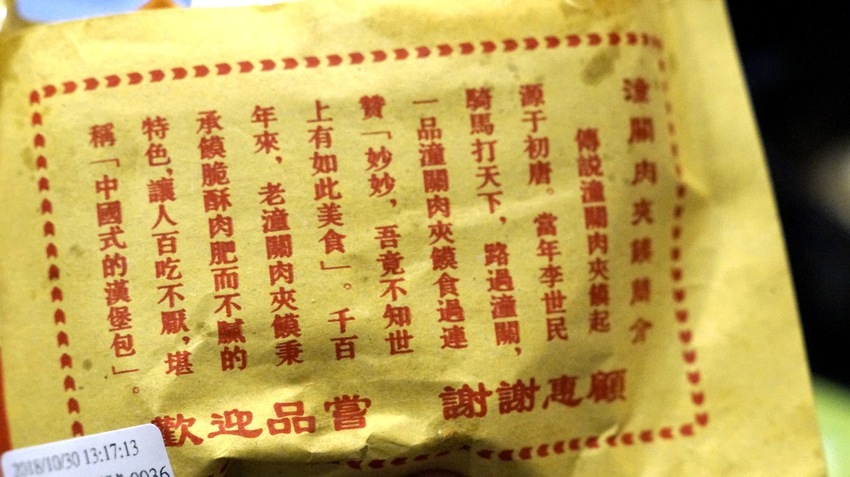 潼關肉夾饃簡介
傳説潼關肉夾饃起
源于初唐。當年李世民
騎馬打天下，路過潼關，
一品潼關肉夾饃食過連
贊「妙妙，吾竟不知世
上有如此美食」。千百
年來，老潼關肉夾饃秉
承饃脆酥肉肥而不膩的
特色，讓人百吃不厭，堪
稱「中國式的漢堡包」。
謝謝惠顧
歡迎品嘗
2018/10/30 13:17:13
0036